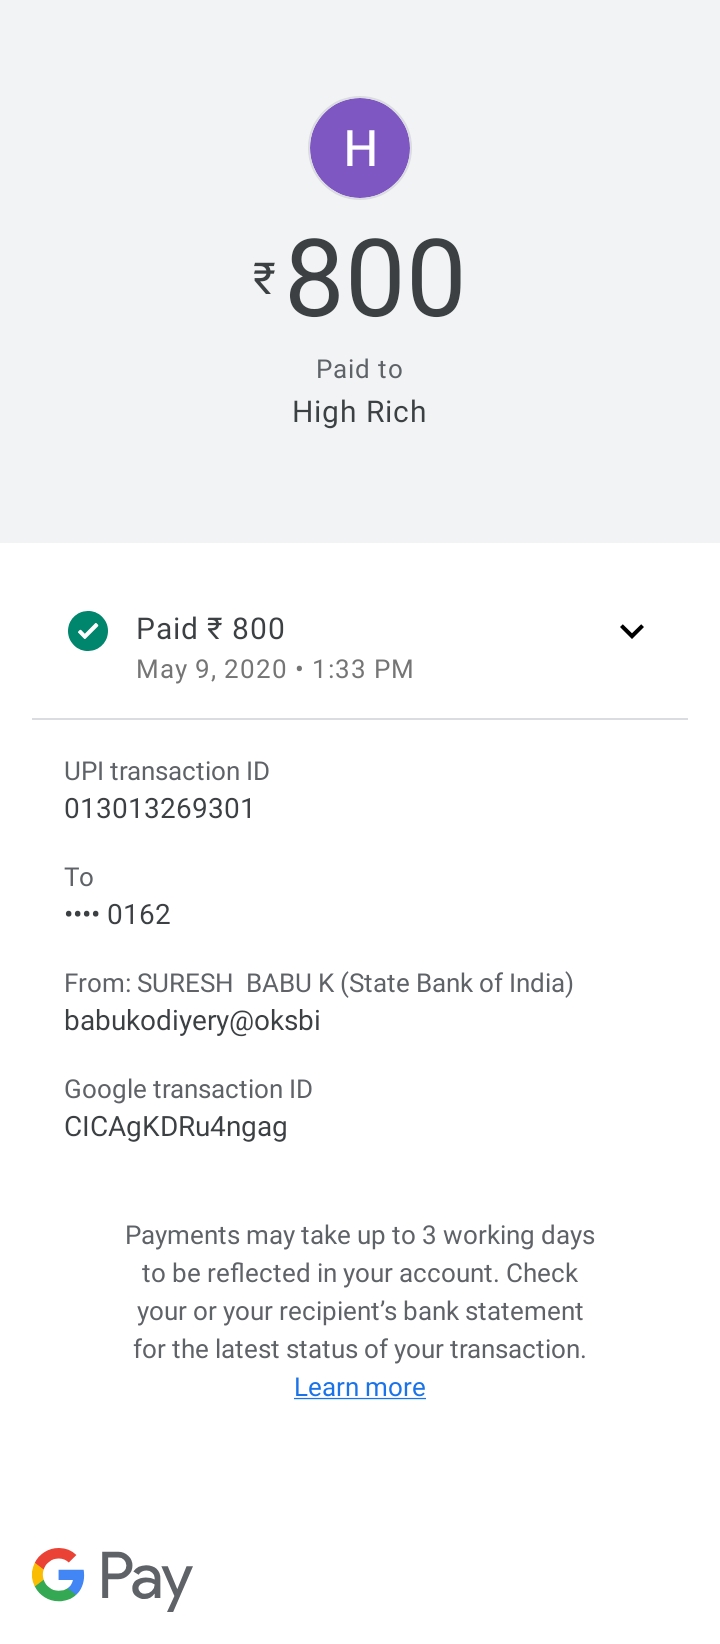 H
₹800
Paid to
High Rich
Paid ₹ 800
May 9, 2020 • 1:33 PM
UPI transaction ID
013013269301
To
•••• 0162
From: SURESH  BABU K (State Bank of India)
babukodiyery@oksbi
Google transaction ID
CICAgKDRu4ngag
Payments may take up to 3 working days
to be reflected in your account. Check
your or your recipient’s bank statement
for the latest status of your transaction.
Learn more
G Pay